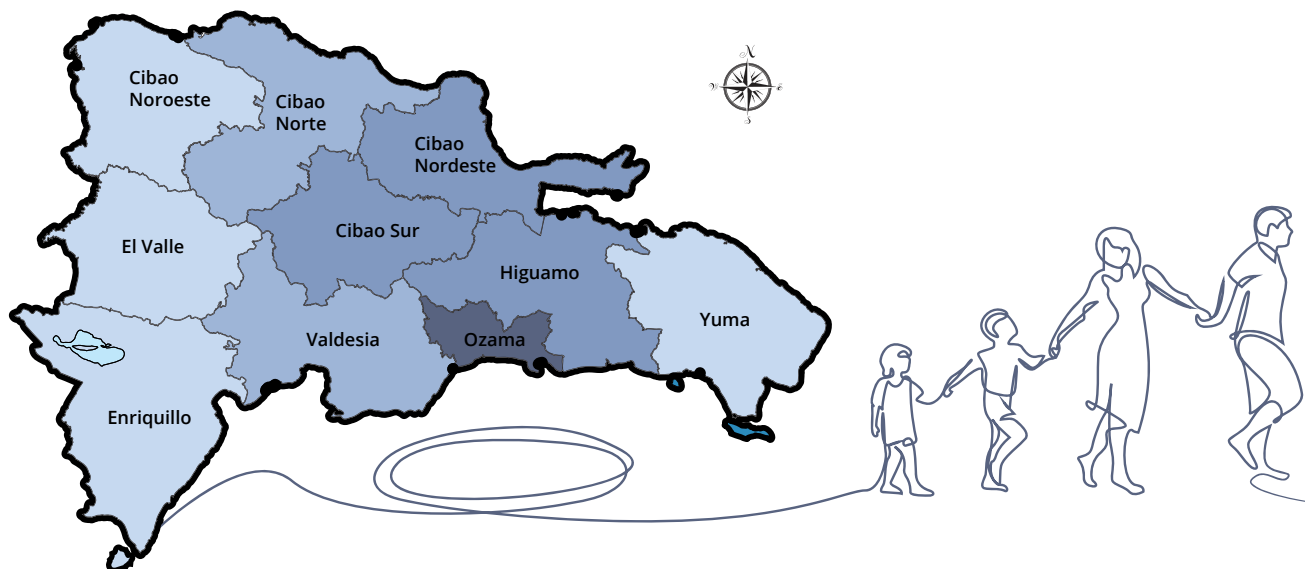 Cibao
Noroeste
Cibao
Norte
Cibao
Nordeste
El Valle
Cibao Sur
Higuamo
Yuma
Valdesia
Ozama
Enriquillo
N
W
E
S